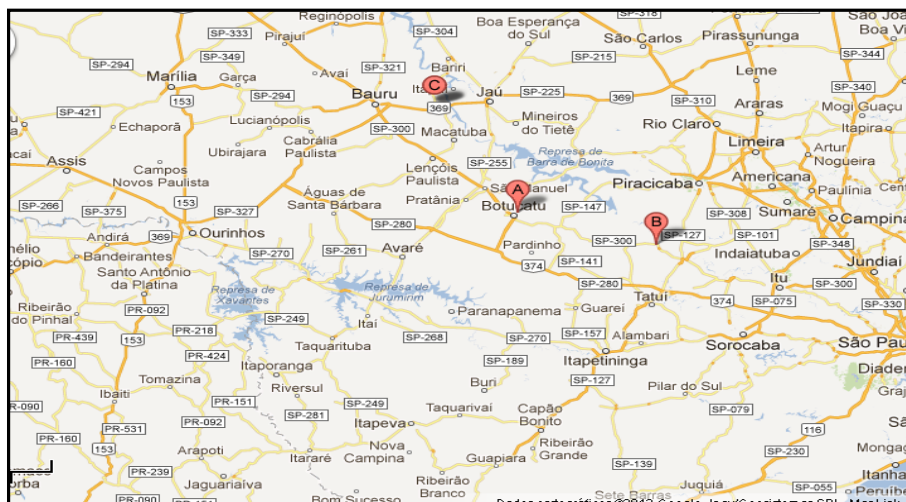 Reginópolis
SP-304
Boa Esperança
do Sul
SP-318
São Carlos
Pirassununga
SP-333
Pirajuí
SP-215
SP-344
SP-294
SP-349
Marília
Garça
Avaí
SP-321
Bariri
C
Leme
SP-294
Bauru
369
Jaú
SP-225
369
SP-310
SP-340
Araras
Mogi Guaçu
153
SP-421
Echaporã
Lucianópolis
SP-300
Macatuba
Mineiros
do Tietê
Rio Claro
Itapira
Limeira
Ubirajara
Cabrália
Paulista
Represa de
Barra de Bonita
Artur
Nogueira
Assis
Campos
Novos Paulista
Lençóis
Paulista
SP-255
Piracicaba
Americana
Paulínia
SP-266
SP-375
153
SP-327
Águas de
Santa Bárbara
Pratânia
A
Botucatu
SP-147
SP-308
Sumaré
Campina
Andirá
369
Ourinhos
SP-280
B
SP-300
SP-127
SP-101
SP-348
Bandeirantes
SP-270
SP-261
Avaré
Pardinho
SP-141
Indaiatuba
Jundiaí
Santo Antônio
da Platina
374
SP-280
Itu
SP-300
Represa de
Xavantes
Represa de
Jurumirim
Tatuí
374
SP-075
SP-330
Ribeirão
do Pinhal
PR-092
SP-249
Itaí
Paranapanema
Guareí
PR-439
153
PR-218
Taquarituba
SP-268
SP-270
SP-157
Alambari
Sorocaba
São Pau
PR-160
PR-424
SP-189
Itapetininga
Diadem
Tomazina
Itaporanga
Riversul
Buri
SP-127
Pilar do Sul
PR-090
Ibaiti
PR-151
SP-249
Taquarivaí
Capão
Bonito
SP-079
PR-531
PR-092
SP-281
Itapeva
116
PR-160
153
Arapoti
Nova
Campina
Ribeirão
Grande
SP-230
PR-239
Itararé
Guapiara
SP-139
Juquiá
Jaguariaíva
Ribeirão
Branco
SP-055
PR-090
Bom Sucesso
Sete Barras
Peruíbe